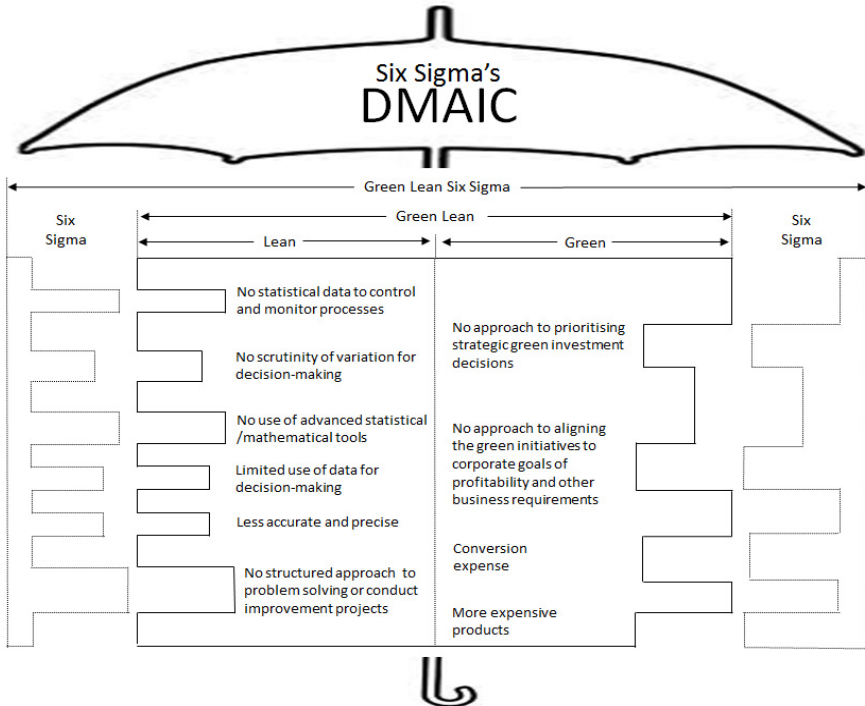 Six Sigma's
DMAIC
Green Lean Six Sigma
Six
Sigma
Green Lean
Six
Sigma
Lean
Green
No statistical data to control
and monitor processes
No scrutinity of variation for
decision-making
No use of advanced statistical
/mathematical tools
Limited use of data for
decision-making
Less accurate and precise
No structured approach to
problem solving or conduct
improvement projects
No approach to prioritising
strategic green investment
decisions
No approach to aligning
the green initiatives to
corporate goals of
profitability and other
business requirements
Conversion
expense
More expensive
products